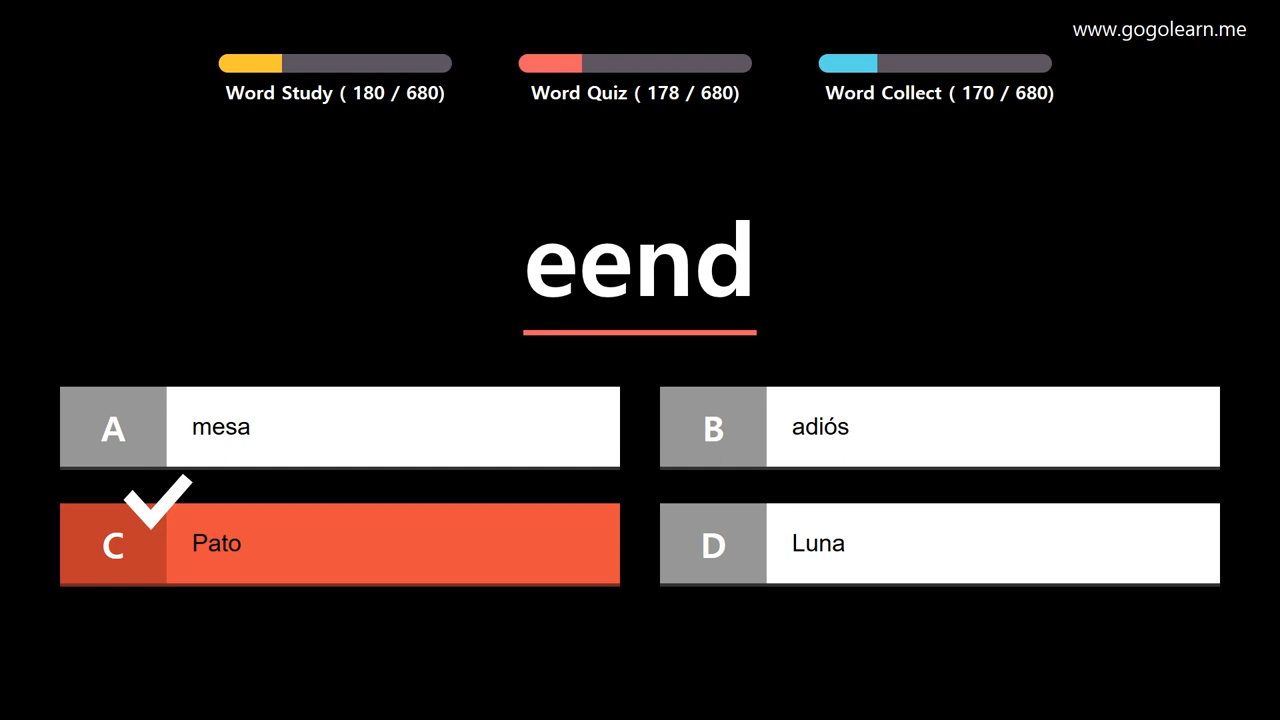 www.gogolearn.me
Word Study ( 180 / 680)
Word Quiz ( 178 / 680)
Word Collect ( 170 / 680)
eend
A mesa
B adiós
C Pato
D Luna